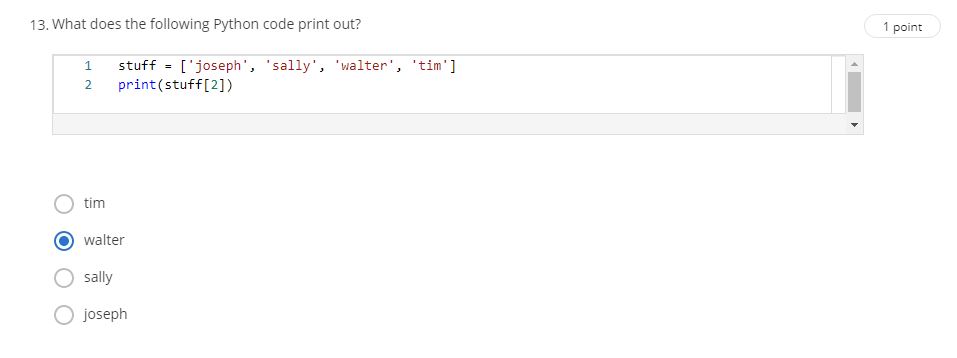 13. What does the following Python code print out?
1 point
1 stuff = ['joseph', 'sally', 'walter', 'tim']
2 print(stuff[2])
tim
walter
sally
joseph